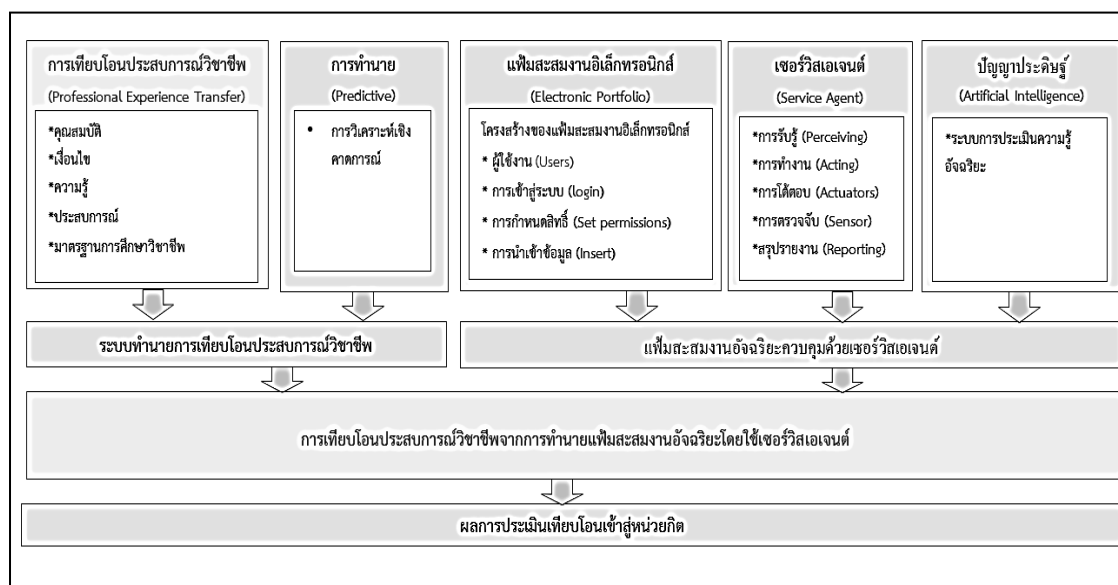 การเทียบโอนประสบการณ์วิชาชีพ
(Professional Experience Transfer)
*คุณสมบัติ
*เงื่อนไข
*ความรู้
*ประสบการณ์
*มาตรฐานการศึกษาวิชาชีพ
การทำนาย
(Predictive)
• การวิเคราะห์เชิง
คาดการณ์
แฟ้มสะสมงานอิเล็กทรอนิกส์
(Electronic Portfolio)
โครงสร้างของแฟ้มสะสมงานอิเล็กทรอนิกส์
* ผู้ใช้งาน (Users)
* การเข้าสู่ระบบ (login)
* การกำหนดสิทธิ์ (Set permissions)
* การนำเข้าข้อมูล (Insert)
เซอร์วิสเอเจนต์
(Service Agent)
*การรับรู้ (Perceiving)
*การทำงาน (Acting)
*การโต้ตอบ (Actuators)
*การตรวจจับ (Sensor)
*สรุปรายงาน (Reporting)
ปัญญาประดิษฐ์
(Artificial Intelligence)
*ระบบการประเมินความรู้
อัจฉริยะ
ระบบทำนายการเทียบโอนประสบการณ์วิชาชีพ
แฟ้มสะสมงานอัจฉริยะควบคุมด้วยเซอร์วิสเอเจนต์
การเทียบโอนประสบการณ์วิชาชีพจากการทำนายแฟ้มสะสมงานอัจฉริยะโดยใช้เซอร์วิสเอเจนต์
ผลการประเมินเทียบโอนเข้าสู่หน่วยกิต